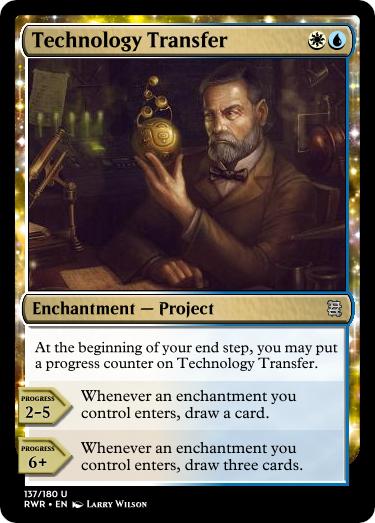 Technology Transfer
Enchantment — Project
At the beginning of your end step, you may put
a progress counter on Technology Transfer.
PROGRESS
2-5
Whenever an enchantment you
control enters, draw a card.
PROGRESS
6+
Whenever an enchantment you
control enters, draw three cards.
137/180 U
RWR • EN Larry Wilson